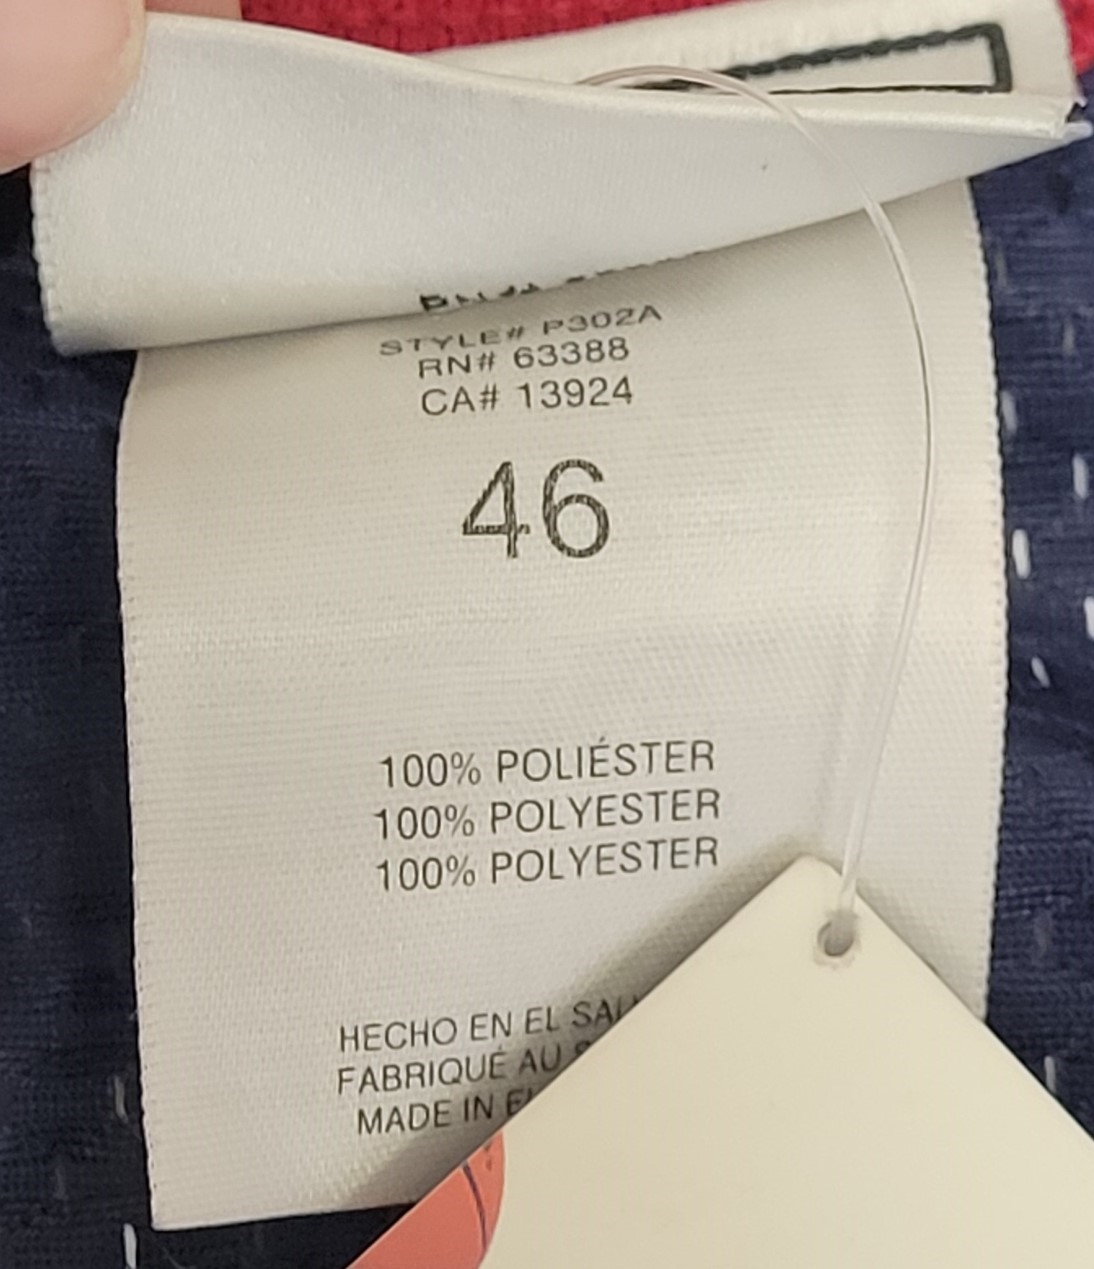 STYLE# P302A
RN# 63388
CA# 13924
46
100% POLIÉSTER
100% POLYESTER
100% POLYESTER
HECHO EN EL
FABRIQUÉ AU
MADE IN